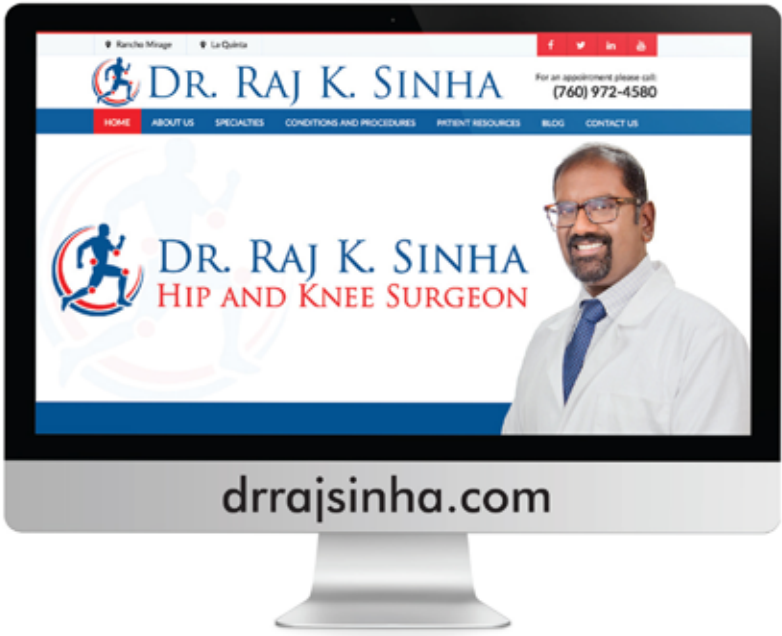 Rancho Mirage La Quinta
DR. RAJ K. SINHA
For an appointment please call:
(760) 972-4580
HOME ABOUT US SPECIALTIES CONDITIONS AND PROCEDURES PATIENT RESOURCES BLOG CONTACT US
DR. RAJ K. SINHA
HIP AND KNEE SURGEON
drrajsinha.com